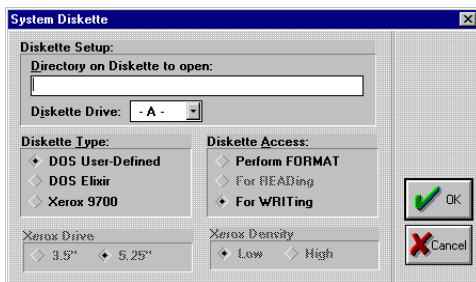 System Diskette
Diskette Setup:
Directory on Diskette to open:
Diskette Drive: - A -
Diskette Type:
DOS User-Defined
DOS Elixir
Xerox 9700
Diskette Access:
Perform FORMAT
For READing
For WRITing
Xerox Drive
3.5" 5.25"
Xerox Density
Low High
OK
Cancel